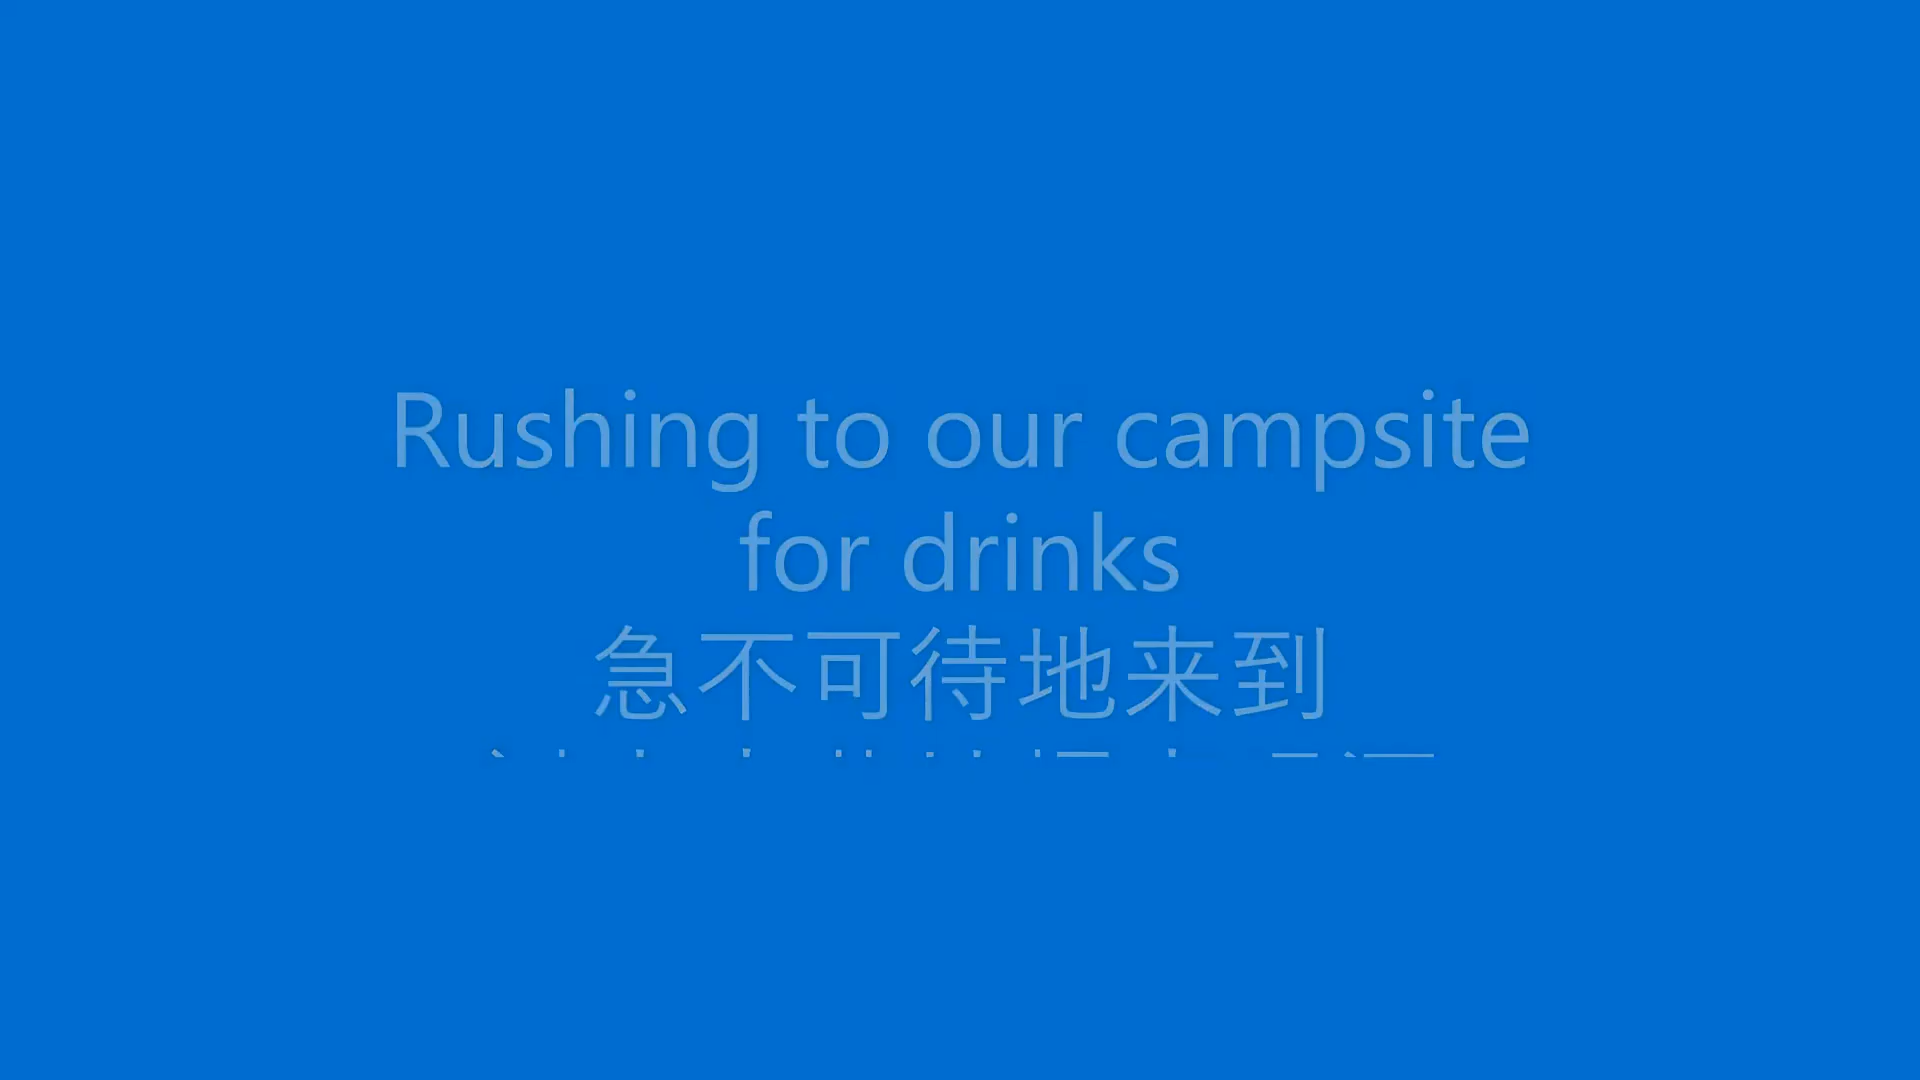 Rushing to our campsite
for drinks
急不可待地来到